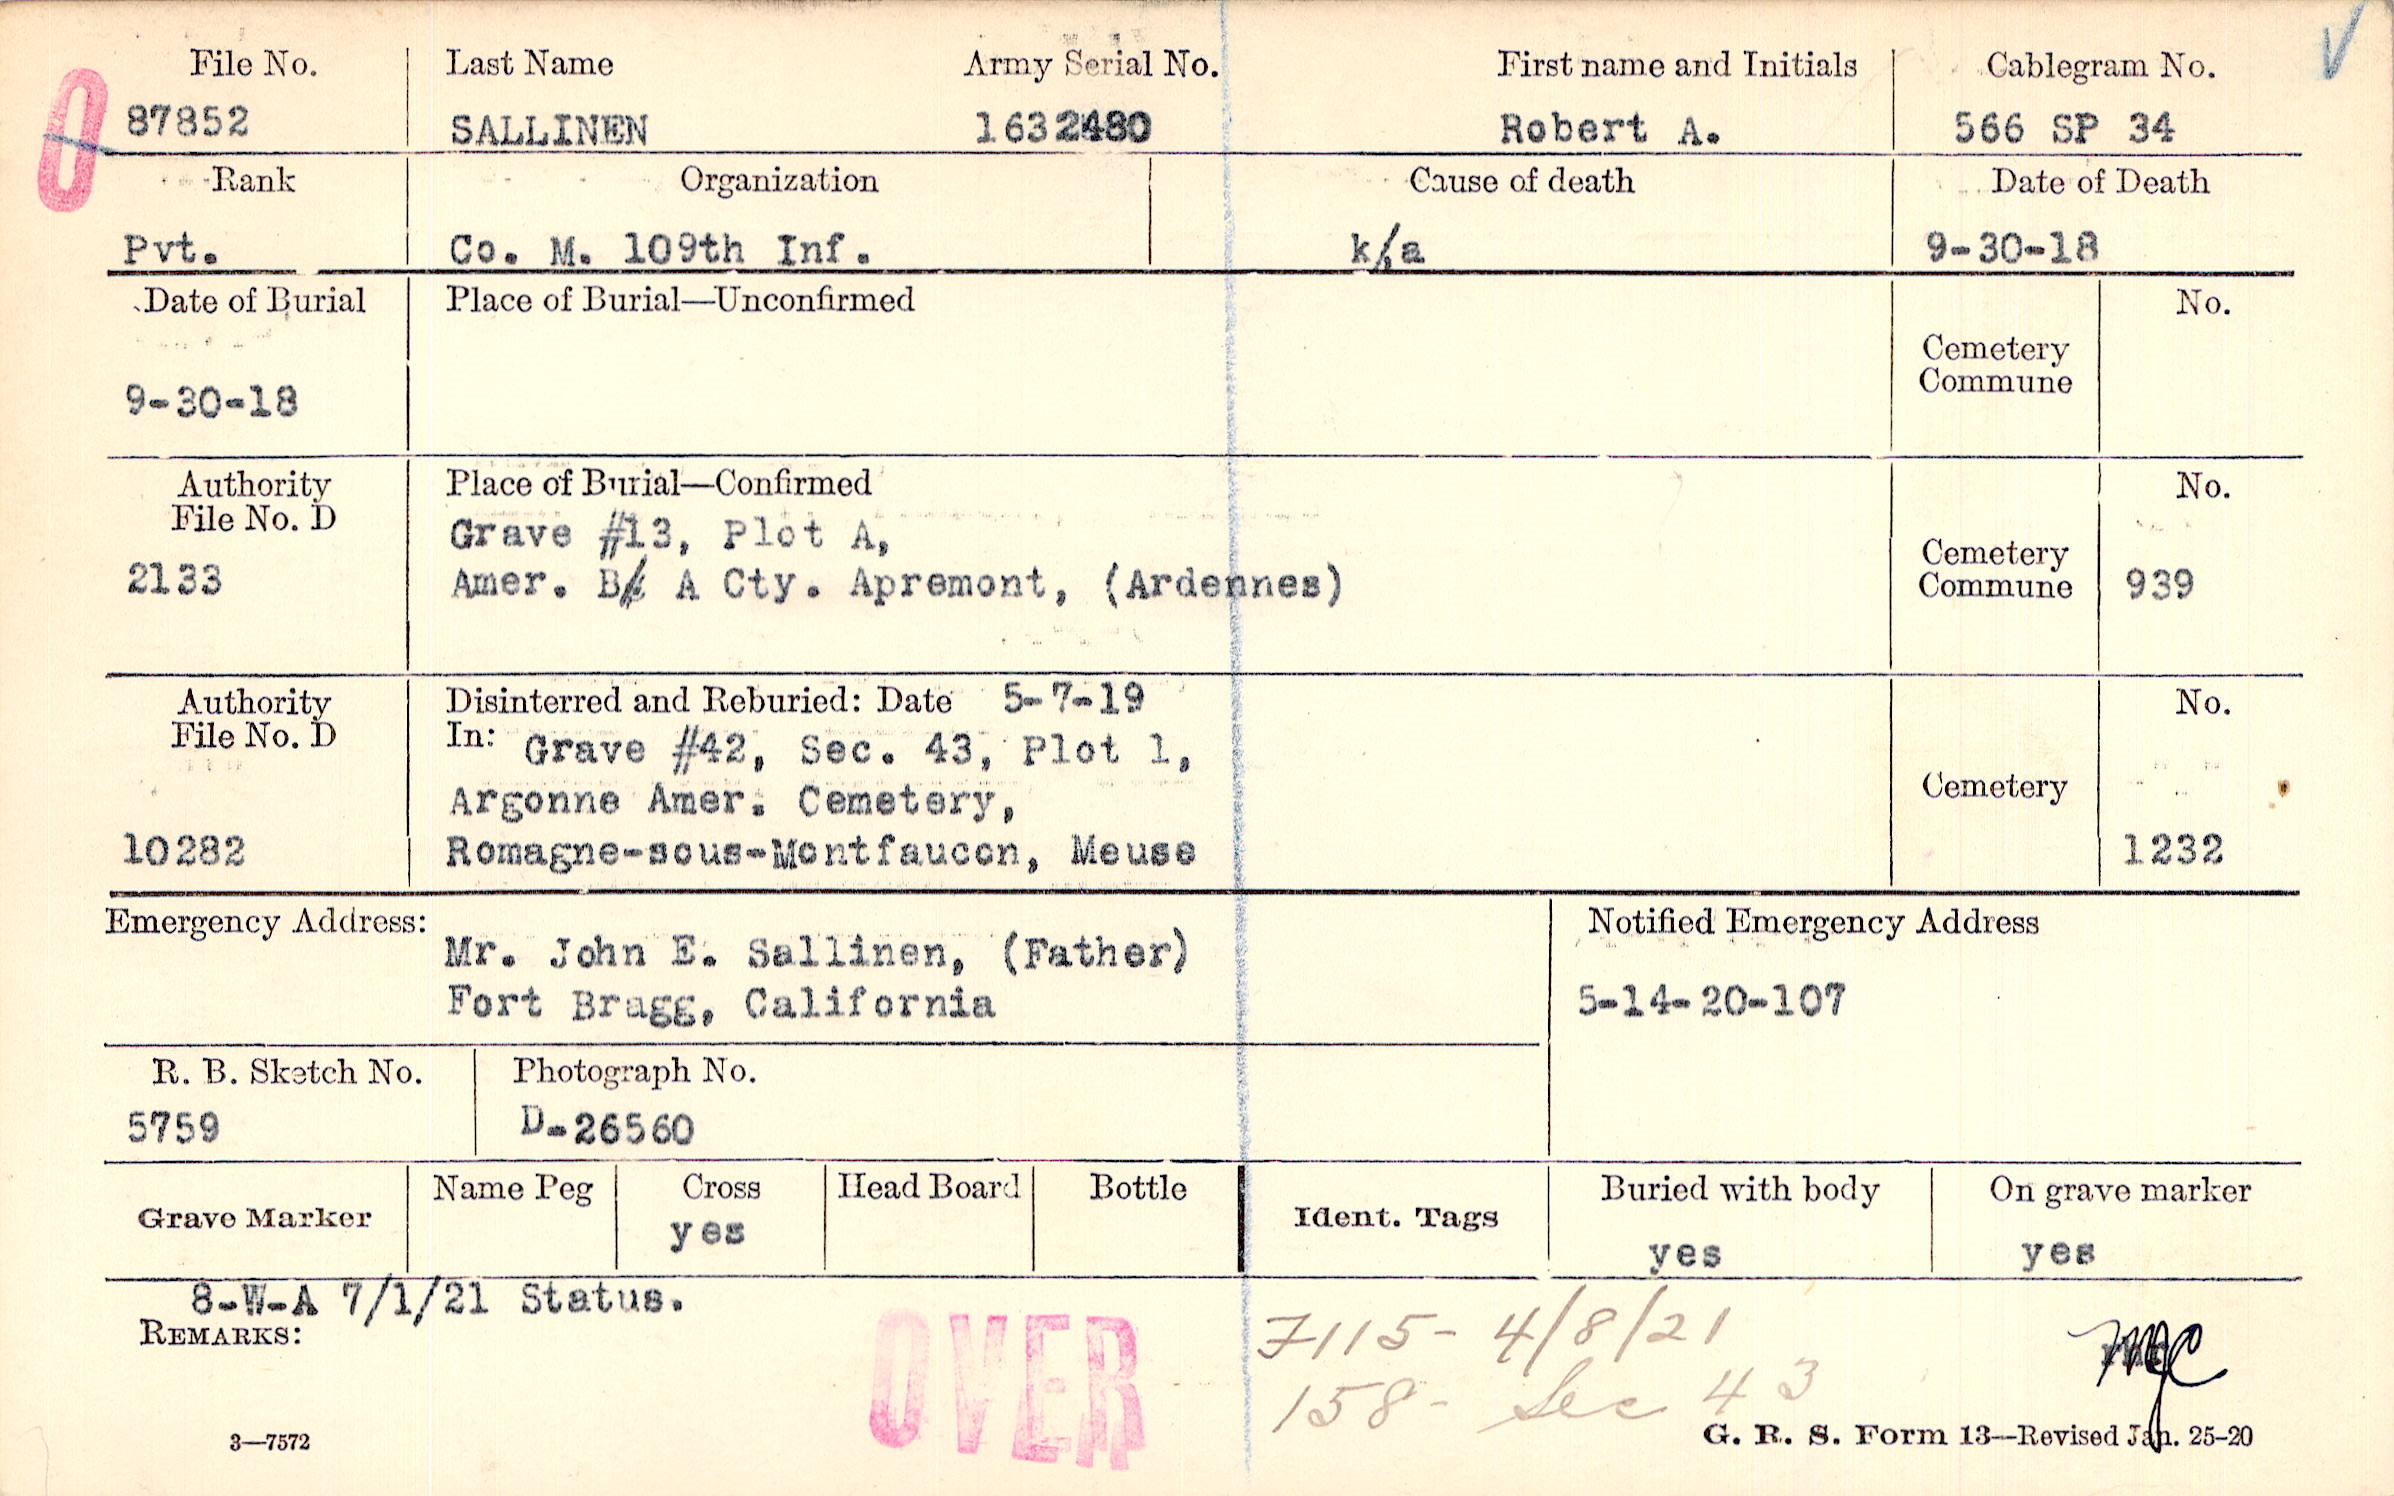 File No. Last Name Army Serial No. First name and Initials Cablegram No.
O 87852 SALLINEN 1632480 Robert A. 566 SP 34
Rank Organization Cause of death Date of Death
Pvt. Co. M. 109th Inf. k/a 9-30-18
Date of Burial Place of Burial—Unconfirmed No.
Cemetery
Commune
9-30-18
Authority Place of Burial—Confirmed No.
File No. D
Grave #13, Plot A,
Cemetery
2133 Amer. A Cty. Apremont, (Ardennes) Commune 939
Authority Disinterred and Reburied: Date 5-7-19 No.
File No. D In: Grave #42, Sec. 43, Plot 1,
Argonne Amer. Cemetery, Cemetery
10282 Romagne-sous-Montfaucon, Meuse 1232
Emergency Address: Notified Emergency Address
Mr. John E. Sallinen, (Father)
Fort Bragg, California 5-14-20-107
R. B. Sketch No. Photograph No.
5759 D-26560
Name Peg Cross Head Board Bottle Buried with body On grave marker
Grave Marker Ident. Tags
yes yes yes
8-W-A 7/1/21 Status.
REMARKS:
OVER
7115- 4/8/21
158- Sec 43
3—7572
G. R. S. Form 13—Revised Jan. 25-20